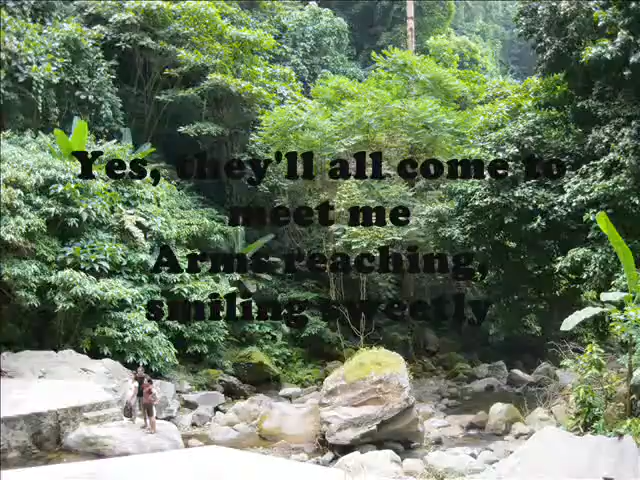 Yes, they'll all come to
meet me
Arms reaching,
smiling sweetly